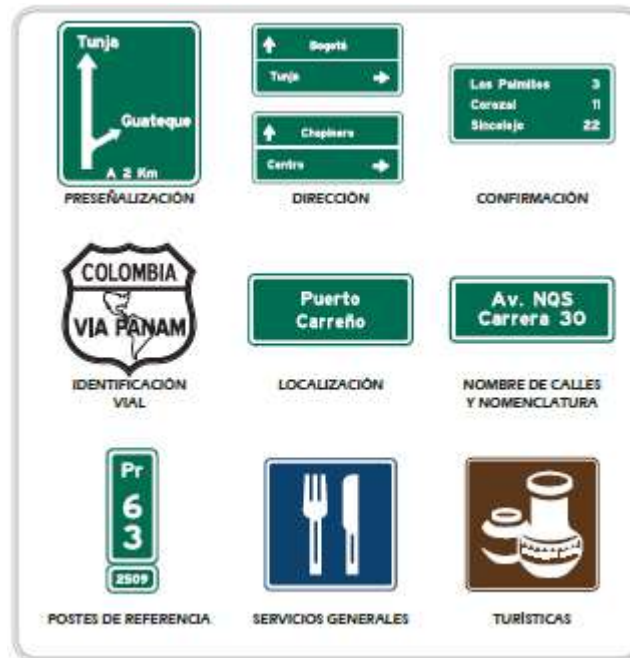 Tunja
Guateque
A 2 Km
PRESEÑALIZACIÓN
Bogotá
Tunja
Chapinero
Centro
DIRECCIÓN
Los Palmitos 3
Corozal 11
Sincelejo 22
CONFIRMACIÓN
COLOMBIA
VIA PANAM
IDENTIFICACIÓN
VIAL
Puerto
Carreño
LOCALIZACIÓN
Av. NQS
Carrera 30
NOMBRE DE CALLES
Y NOMENCLATURA
Pr
6
3
2509
POSTES DE REFERENCIA
SERVICIOS GENERALES
TURÍSTICAS